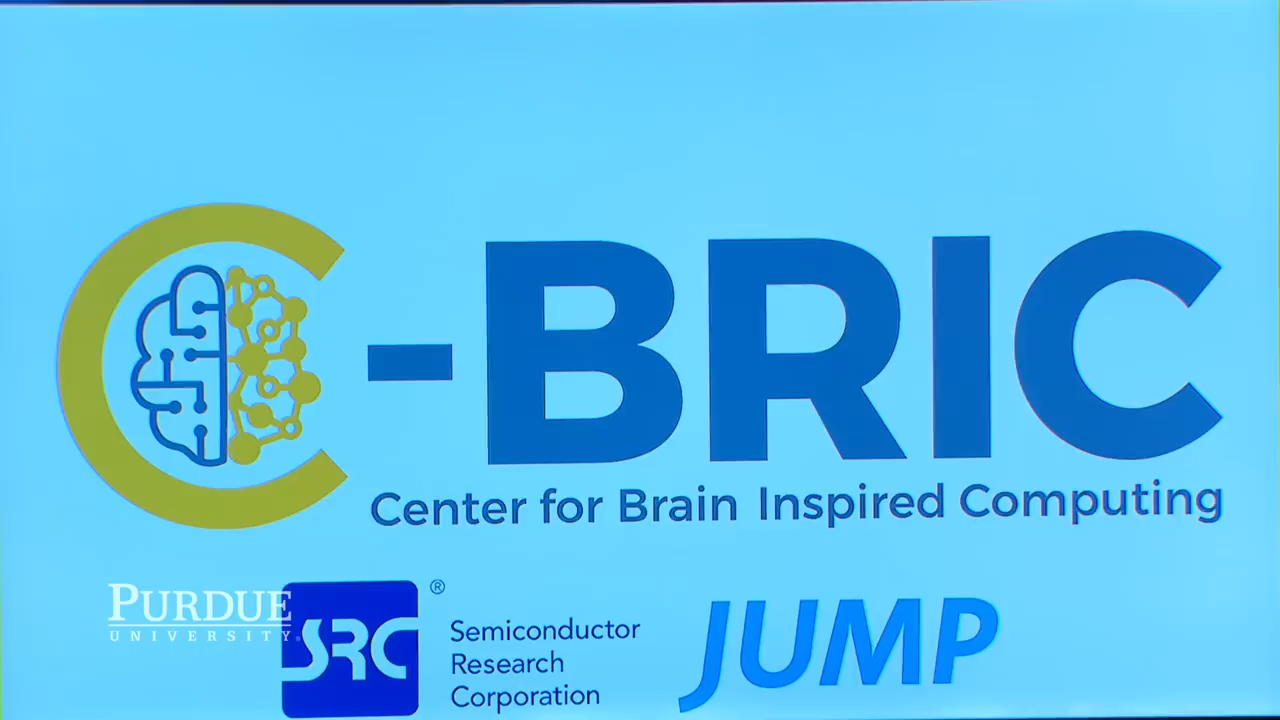 C-BRIC
Center for Brain Inspired Computing
PURDUE
UNIVERSITY®
SRC®
Semiconductor
Research
Corporation
JUMP